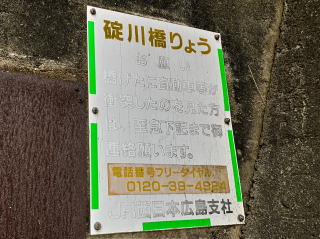 碇川橋りょう
お願い
橋げたに自動車等が
衝突したのを見た方
は、至急下記まで御
連絡願います。
電話番号フリーダイヤル
0120-39-4924
JR西日本広島支社